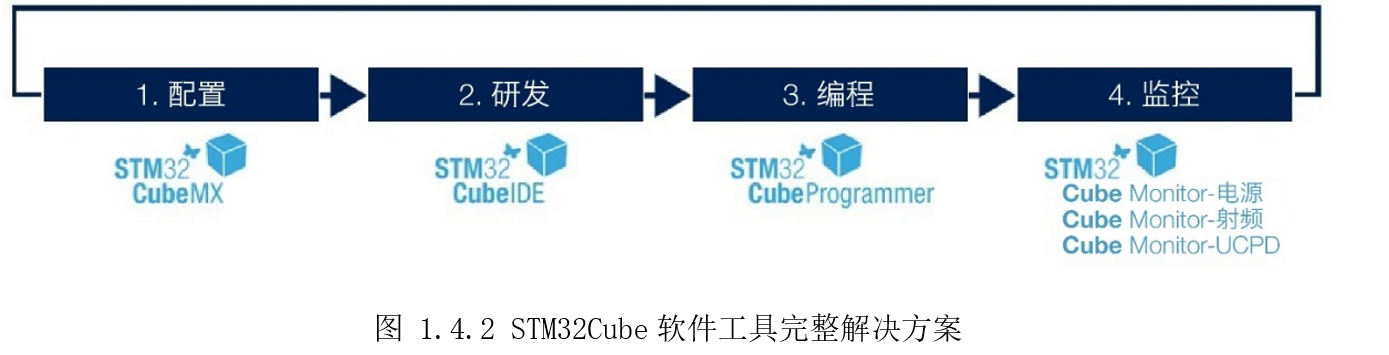 1. 配置
2. 研发
3. 编程
4. 监控
STM32
CubeMX
STM32
CubeIDE
STM32
CubeProgrammer
STM32
Cube Monitor-电源
Cube Monitor-射频
Cube Monitor-UCPD
图 1.4.2 STM32Cube 软件工具完整解决方案